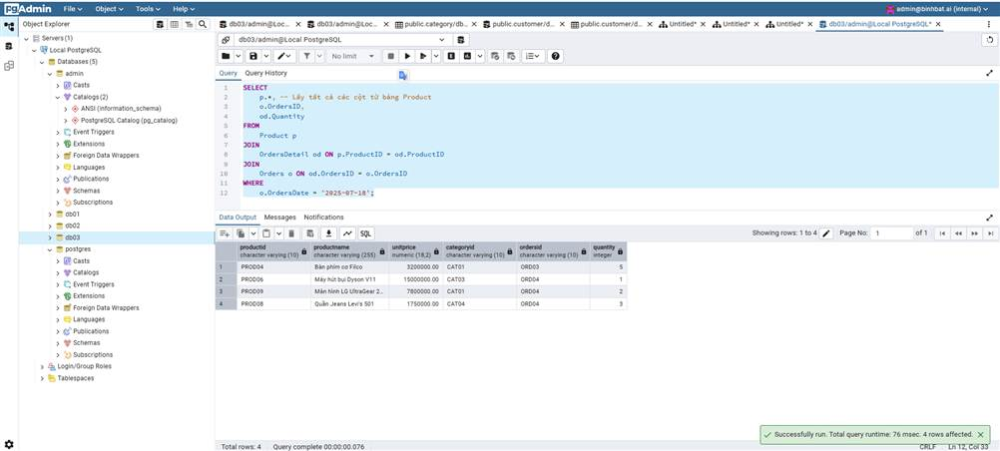 PgAdmin File Object Tools Help admin@binhbat.ai (internal)
Object Explorer
db03/admin@Loc... db03/admin@Loc... public.category/db... public.customer/d... public.customer/d... Untitled* Untitled* Untitled* db03/admin@Local PostgreSQL*
Servers (1)
Local PostgreSQL
Databases (5)
admin
Casts
Catalogs (2)
ANSI (information_schema)
PostgreSQL Catalog (pg_catalog)
Event Triggers
Extensions
Foreign Data Wrappers
Languages
Publications
Schemas
Subscriptions
db01
db02
db03
postgres
Casts
Catalogs
Event Triggers
Extensions
Foreign Data Wrappers
Languages
Publications
Schemas
Subscriptions
Login/Group Roles
Tablespaces
db03/admin@Local PostgreSQL
No limit
Query Query History
1 SELECT
2 p.*, -- Lấy tất cả các cột từ bảng Product
3 o.OrdersID,
4 od.Quantity
5 FROM
6 Product p
7 JOIN
8 OrdersDetail od ON p.ProductID = od.ProductID
9 JOIN
10 Orders o ON od.OrdersID = o.OrdersID
11 WHERE
12 o.OrdersDate = '2025-07-18';
Data Output Messages Notifications
SQL Showing rows: 1 to 4 Page No: 1 of 1
productid productname unitprice categoryid ordersid quantity
character varying (10) character varying (255) numeric (18,2) character varying (10) character varying (10) integer
1 PROD04 Bàn phím cơ Filco 3200000.00 CAT01 ORD03 5
2 PROD06 Máy hút bụi Dyson V11 15000000.00 CAT03 ORD04 1
3 PROD09 Màn hình LG UltraGear 2... 7800000.00 CAT01 ORD04 2
4 PROD08 Quần Jeans Levi's 501 1750000.00 CAT04 ORD04 3
Successfully run. Total query runtime: 76 msec. 4 rows affected.
Total rows: 4 Query complete 00:00:00.076 CRLF Ln 12, Col 33